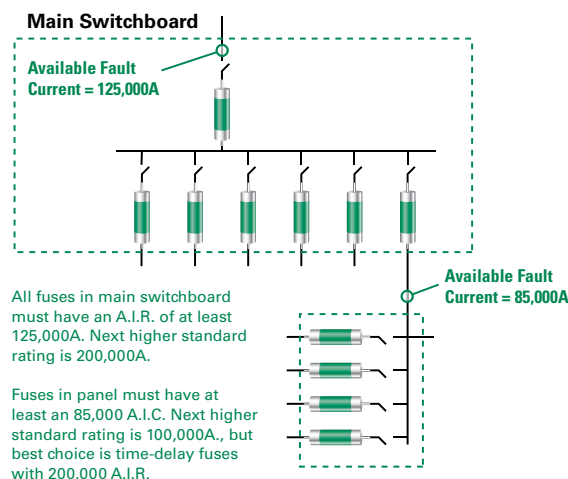 Main Switchboard
Available Fault
Current = 125,000A
Available Fault
Current = 85,000A
All fuses in main switchboard
must have an A.I.R. of at least
125,000A. Next higher standard
rating is 200,000A.
Fuses in panel must have at
least an 85,000 A.I.C. Next higher
standard rating is 100,000A., but
best choice is time-delay fuses
with 200.000 A.I.R.